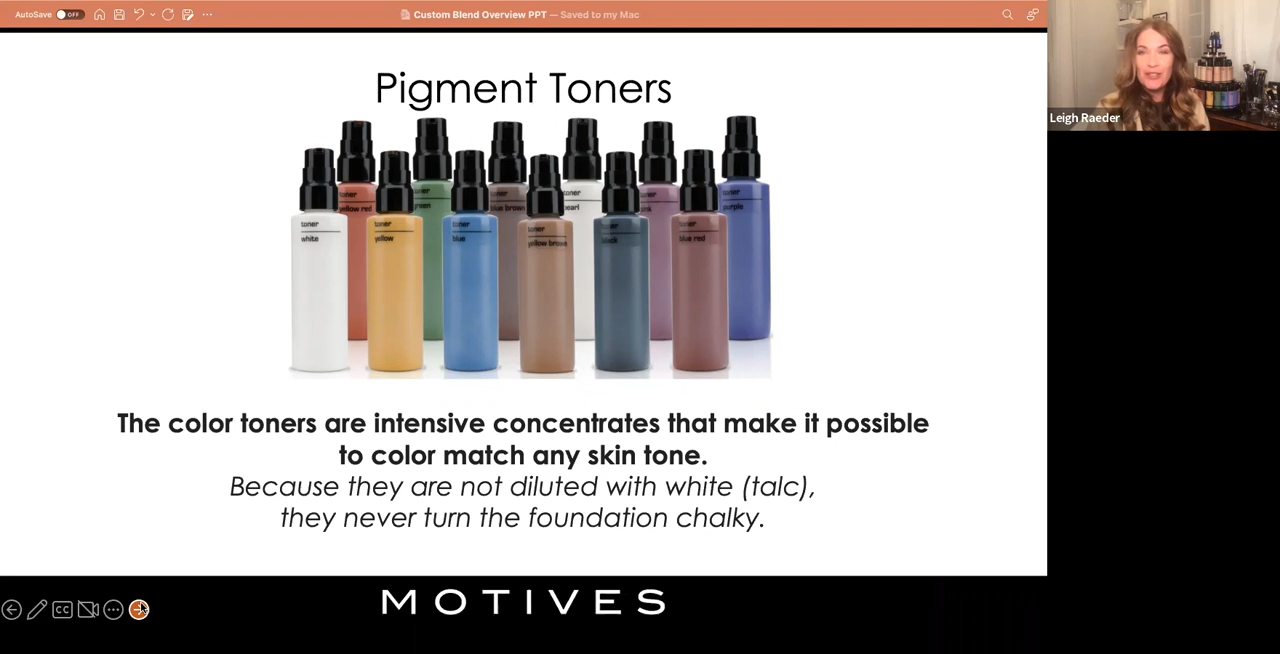 AutoSave OFF
Custom Blend Overview PPT — Saved to my Mac
Leigh Raeder
Pigment Toners
toner
yellow red
toner
green
toner
blue brown
toner
pearl
toner
pink
toner
purple
toner
white
toner
yellow
toner
blue
toner
yellow brown
toner
black
toner
blue red
The color toners are intensive concentrates that make it possible
to color match any skin tone.
Because they are not diluted with white (talc),
they never turn the foundation chalky.
CC
MOTIVES